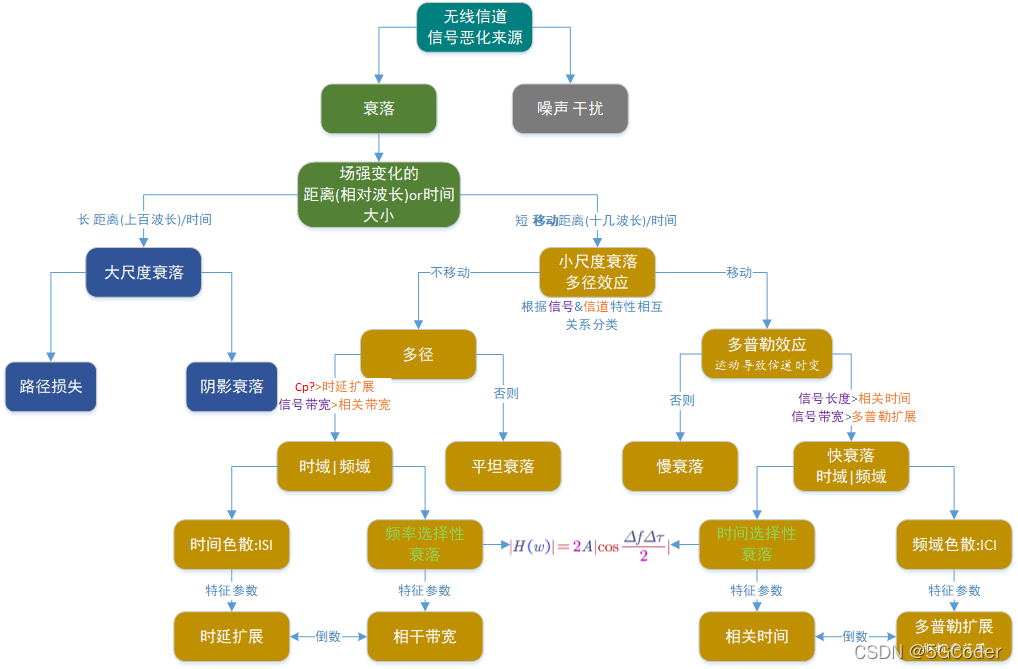 无线信道
信号恶化来源
衰落
噪声 干扰
场强变化的
距离(相对波长)or时间
大小
长 距离(上百波长)/时间
短 移动距离(十几波长)/时间
大尺度衰落
小尺度衰落
多径效应
不移动
移动
根据信号&信道特性相互
关系分类
路径损失
阴影衰落
多径
多普勒效应
运动导致信道时变
Cp?>时延扩展
信号带宽>相关带宽
否则
否则
信号长度>相关时间
信号带宽>多普勒扩展
时域|频域
平坦衰落
慢衰落
快衰落
时域|频域
时间色散:ISI
频率选择性
衰落
|H(w)|=2A|cos ΔfΔτ/2|
时间选择性
衰落
频域色散:ICI
特征参数
特征参数
特征参数
特征参数
时延扩展
倒数
相干带宽
相关时间
倒数
多普勒扩展
CSDN @5GCoder